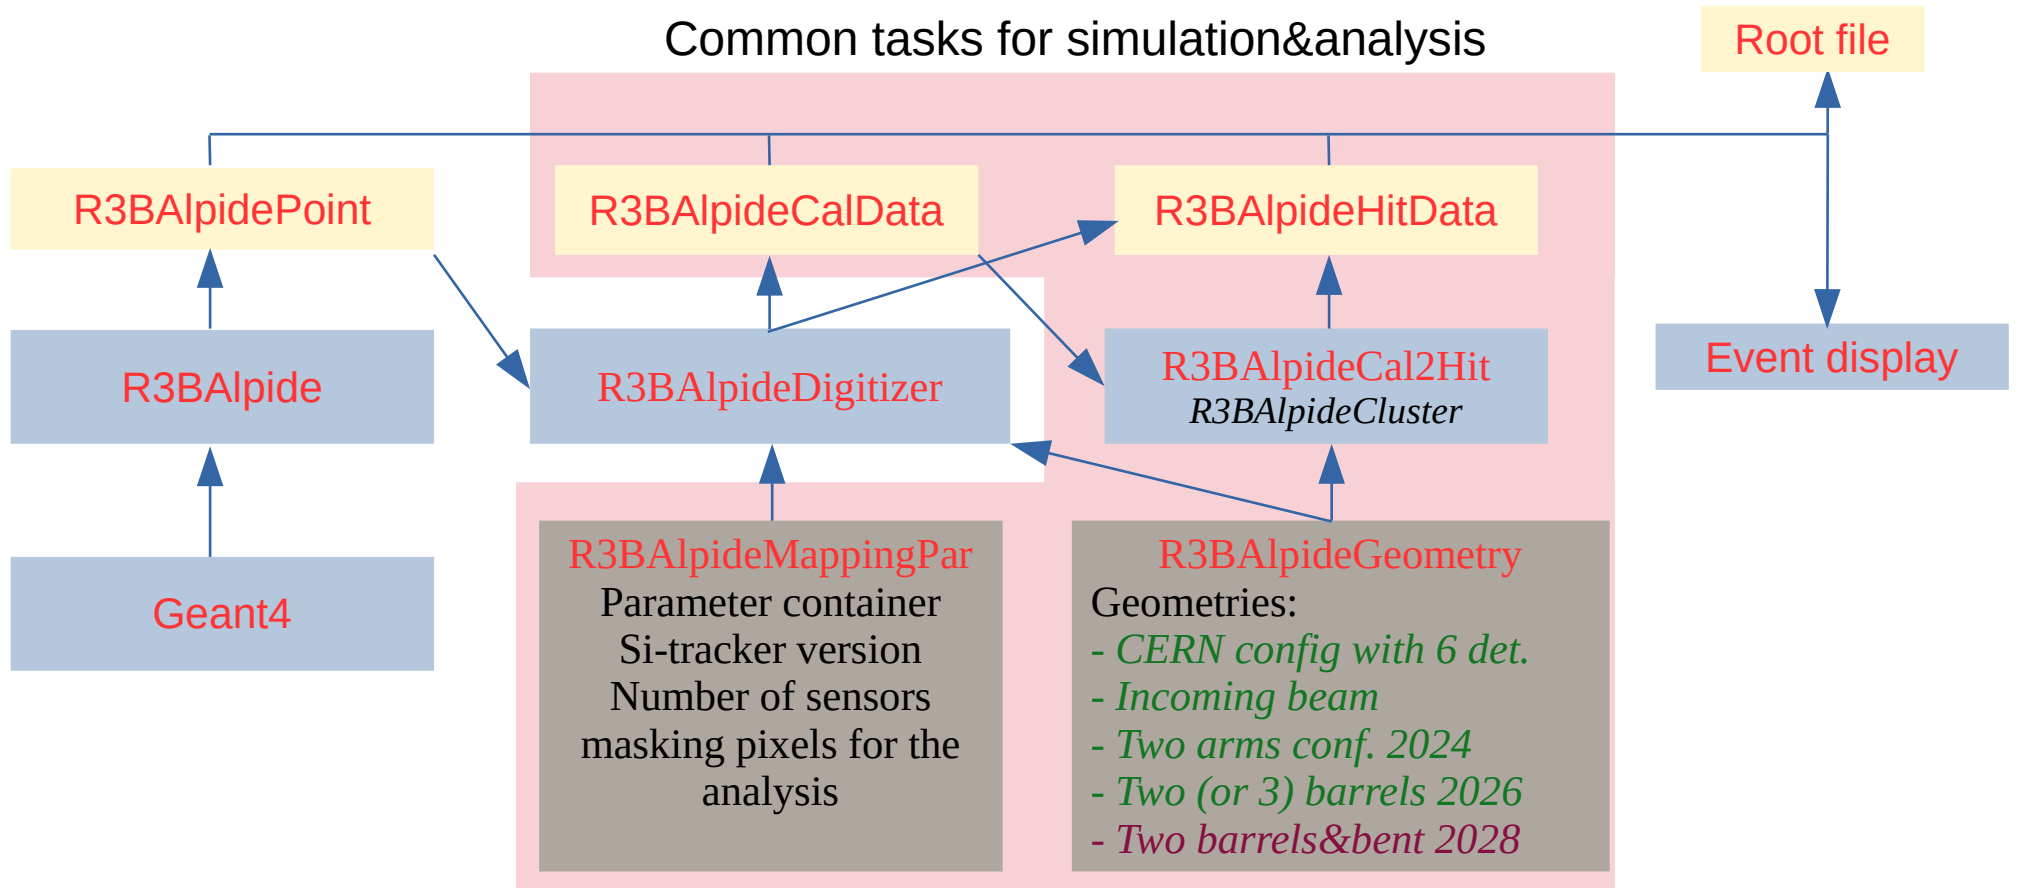 Common tasks for simulation&analysis
Root file
R3BAlpidePoint
R3BAlpideCalData
R3BAlpideHitData
R3BAlpide
R3BAlpideDigitizer
R3BAlpideCal2Hit
R3BAlpideCluster
Event display
Geant4
R3BAlpideMappingPar
Parameter container
Si-tracker version
Number of sensors
masking pixels for the
analysis
R3BAlpideGeometry
Geometries:
- CERN config with 6 det.
- Incoming beam
- Two arms conf. 2024
- Two (or 3) barrels 2026
- Two barrels&bent 2028